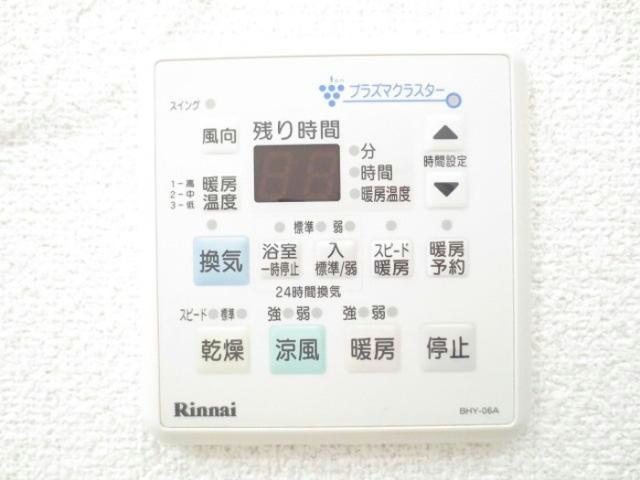 ion
プラズマクラスター
スイング
風向
残り時間
分
時間
暖房温度
時間設定
1－高
2－中
3－低
暖房
温度
88
標準 弱
換気
浴室
一時停止
入
標準/弱
スピード
暖房
暖房
予約
24時間換気
スピード 標準
強 弱
強 弱
乾燥
涼風
暖房
停止
Rinnai
BHY-06A